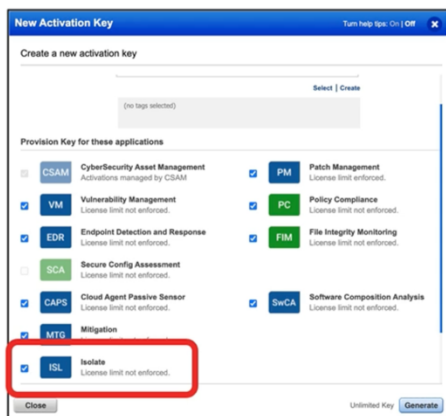 New Activation Key
Turn help tips: On | Off
Create a new activation key
Select | Create
(no tags selected)
Provision Key for these applications
CSAM
CyberSecurity Asset Management
Activations managed by CSAM
PM
Patch Management
License limit enforced.
VM
Vulnerability Management
License limit not enforced.
PC
Policy Compliance
License limit enforced.
EDR
Endpoint Detection and Response
License limit not enforced.
FIM
File Integrity Monitoring
License limit not enforced.
SCA
Secure Config Assessment
License limit enforced.
CAPS
Cloud Agent Passive Sensor
License limit not enforced.
SwCA
Software Composition Analysis
License limit not enforced.
MTG
Mitigation
License limit not enforced.
ISL
Isolate
License limit not enforced.
Close
Unlimited Key
Generate